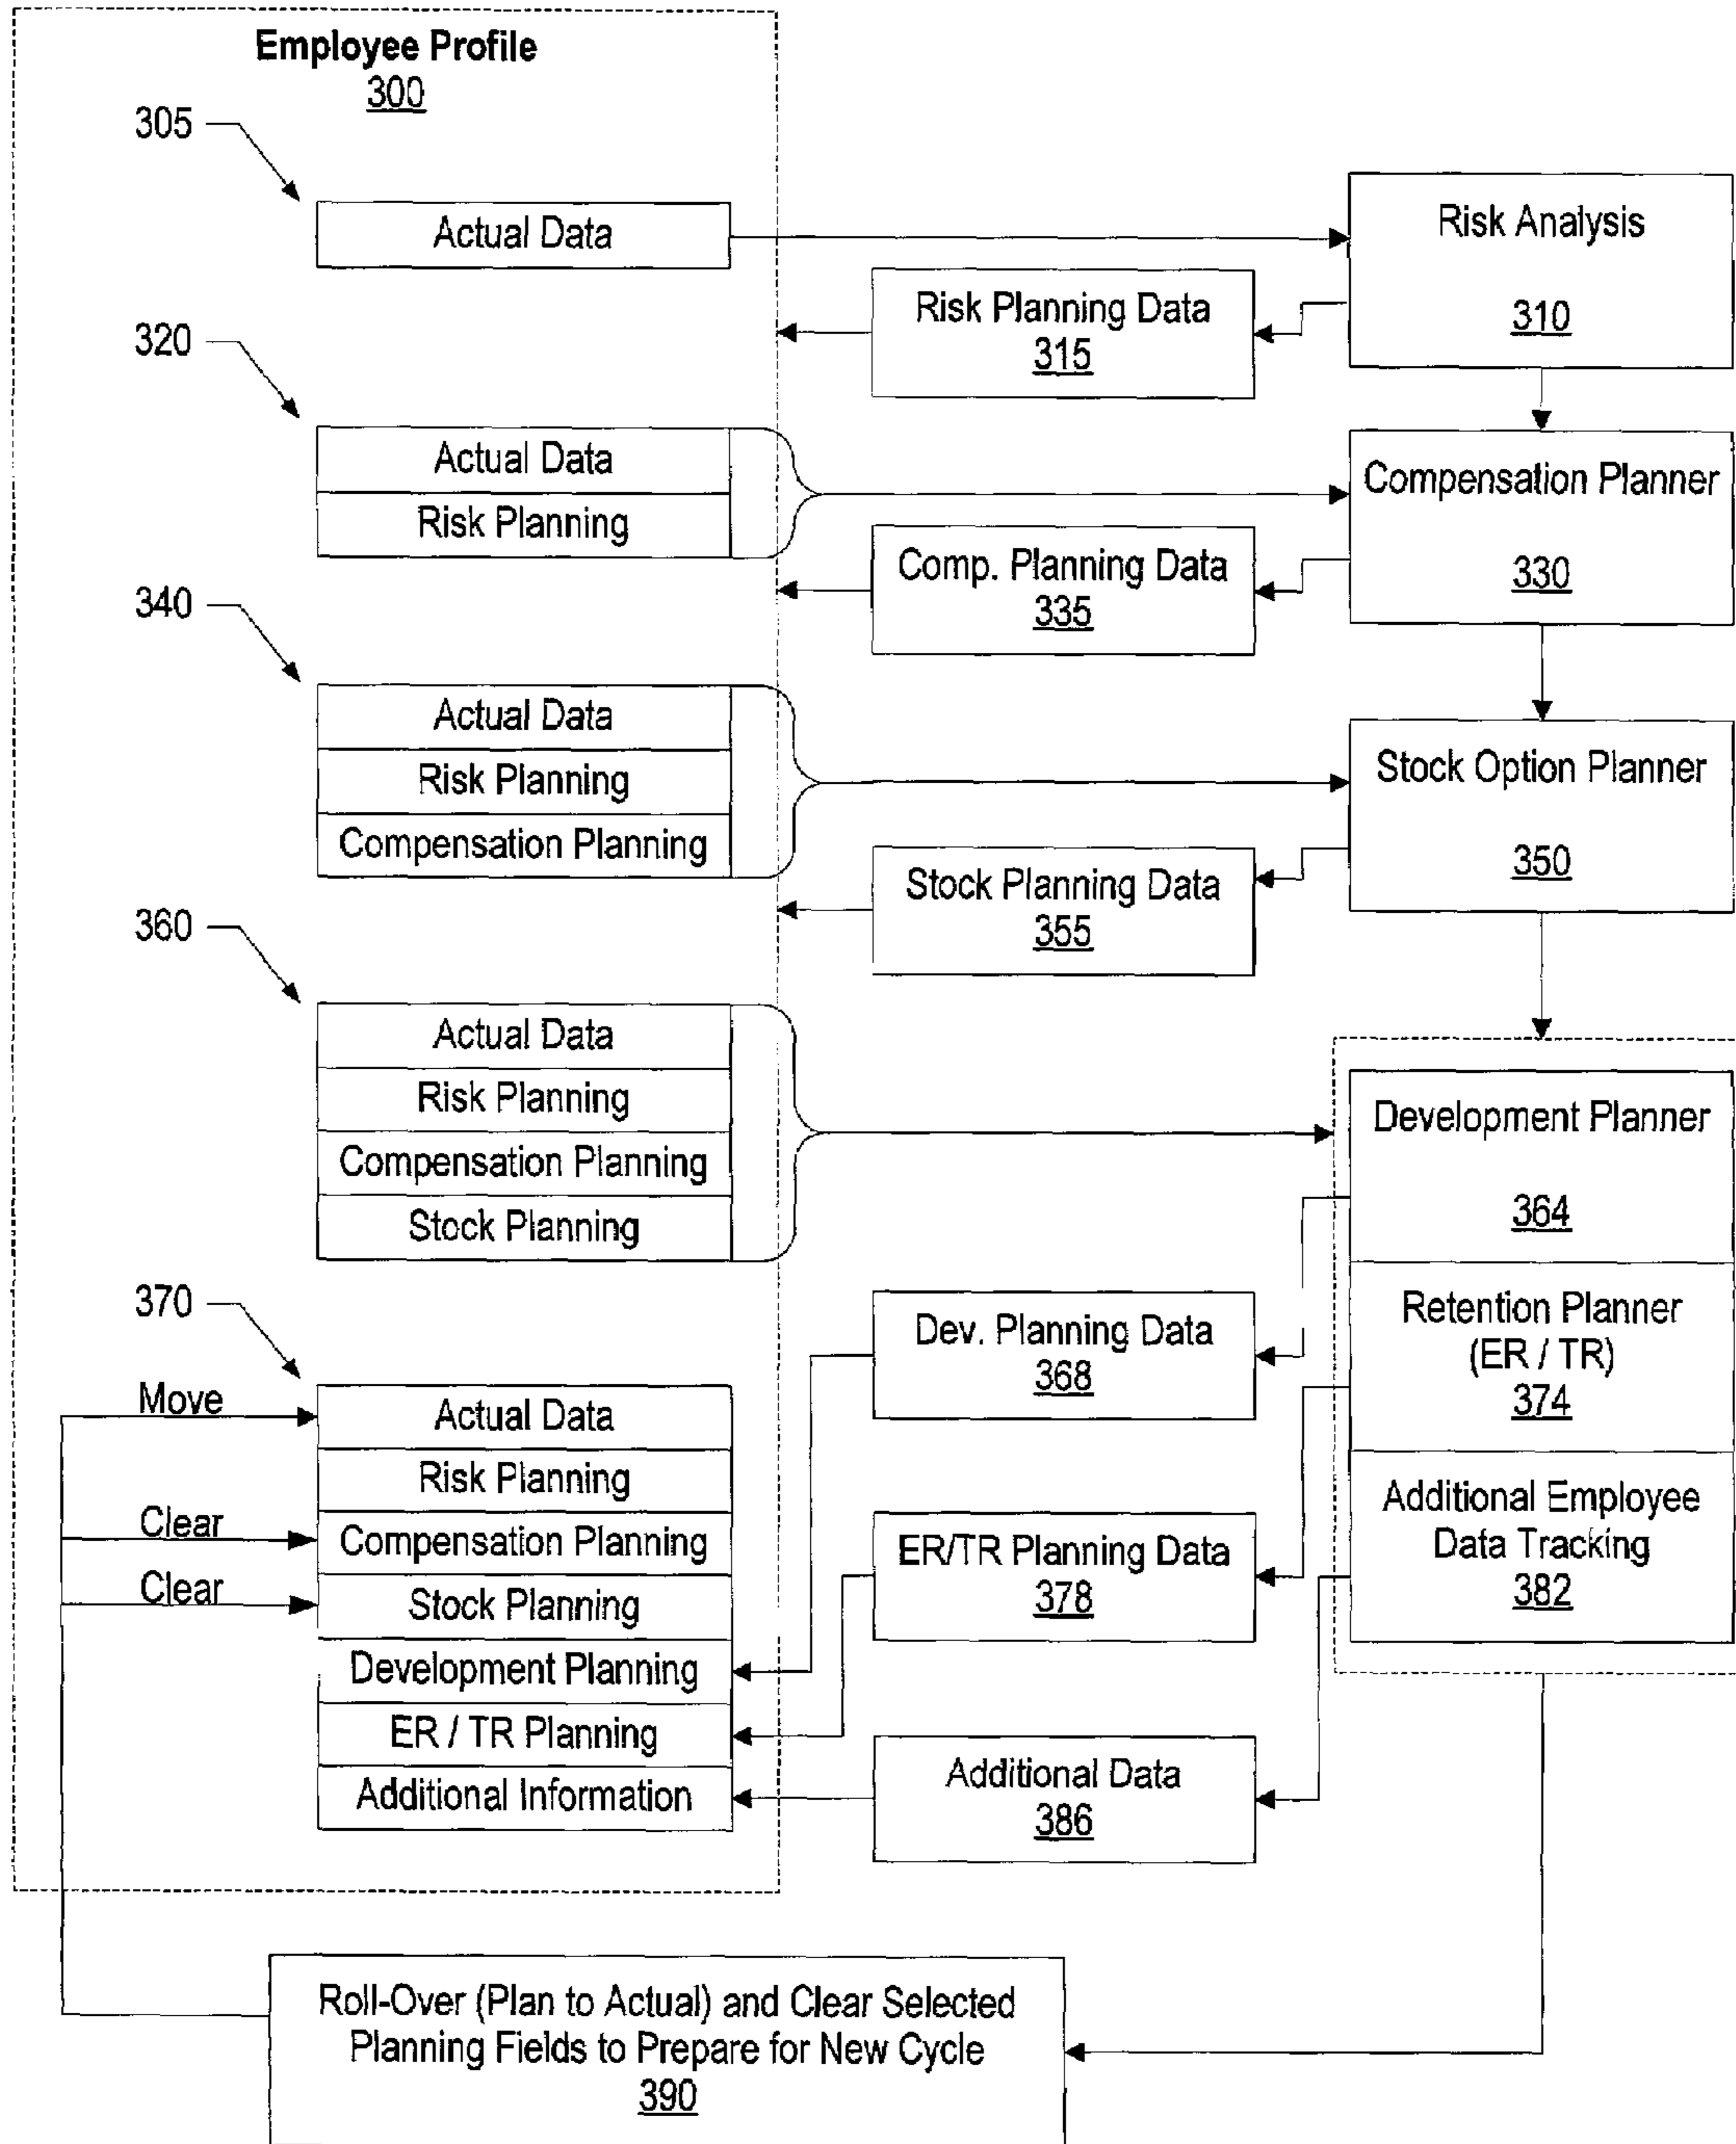 Employee Profile
300
305
Actual Data
Risk Analysis
310
Risk Planning Data
315
320
Actual Data
Risk Planning
Compensation Planner
330
Comp. Planning Data
335
340
Actual Data
Risk Planning
Compensation Planning
Stock Option Planner
350
Stock Planning Data
355
360
Actual Data
Risk Planning
Compensation Planning
Stock Planning
Development Planner
364
Retention Planner
(ER / TR)
374
Additional Employee
Data Tracking
382
Dev. Planning Data
368
ER/TR Planning Data
378
Additional Data
386
370
Move
Clear
Clear
Actual Data
Risk Planning
Compensation Planning
Stock Planning
Development Planning
ER / TR Planning
Additional Information
Roll-Over (Plan to Actual) and Clear Selected
Planning Fields to Prepare for New Cycle
390